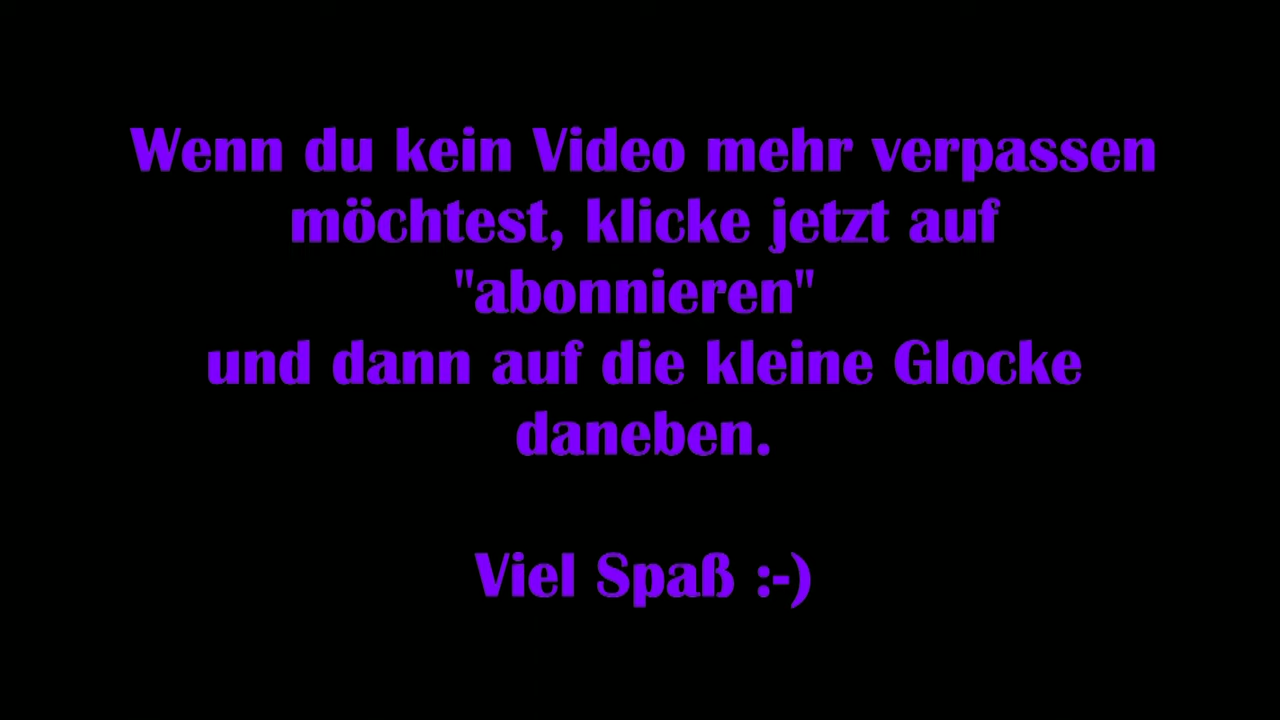 Wenn du kein Video mehr verpassen
möchtest, klicke jetzt auf
"abonnieren"
und dann auf die kleine Glocke
daneben.
Viel Spaß :-)